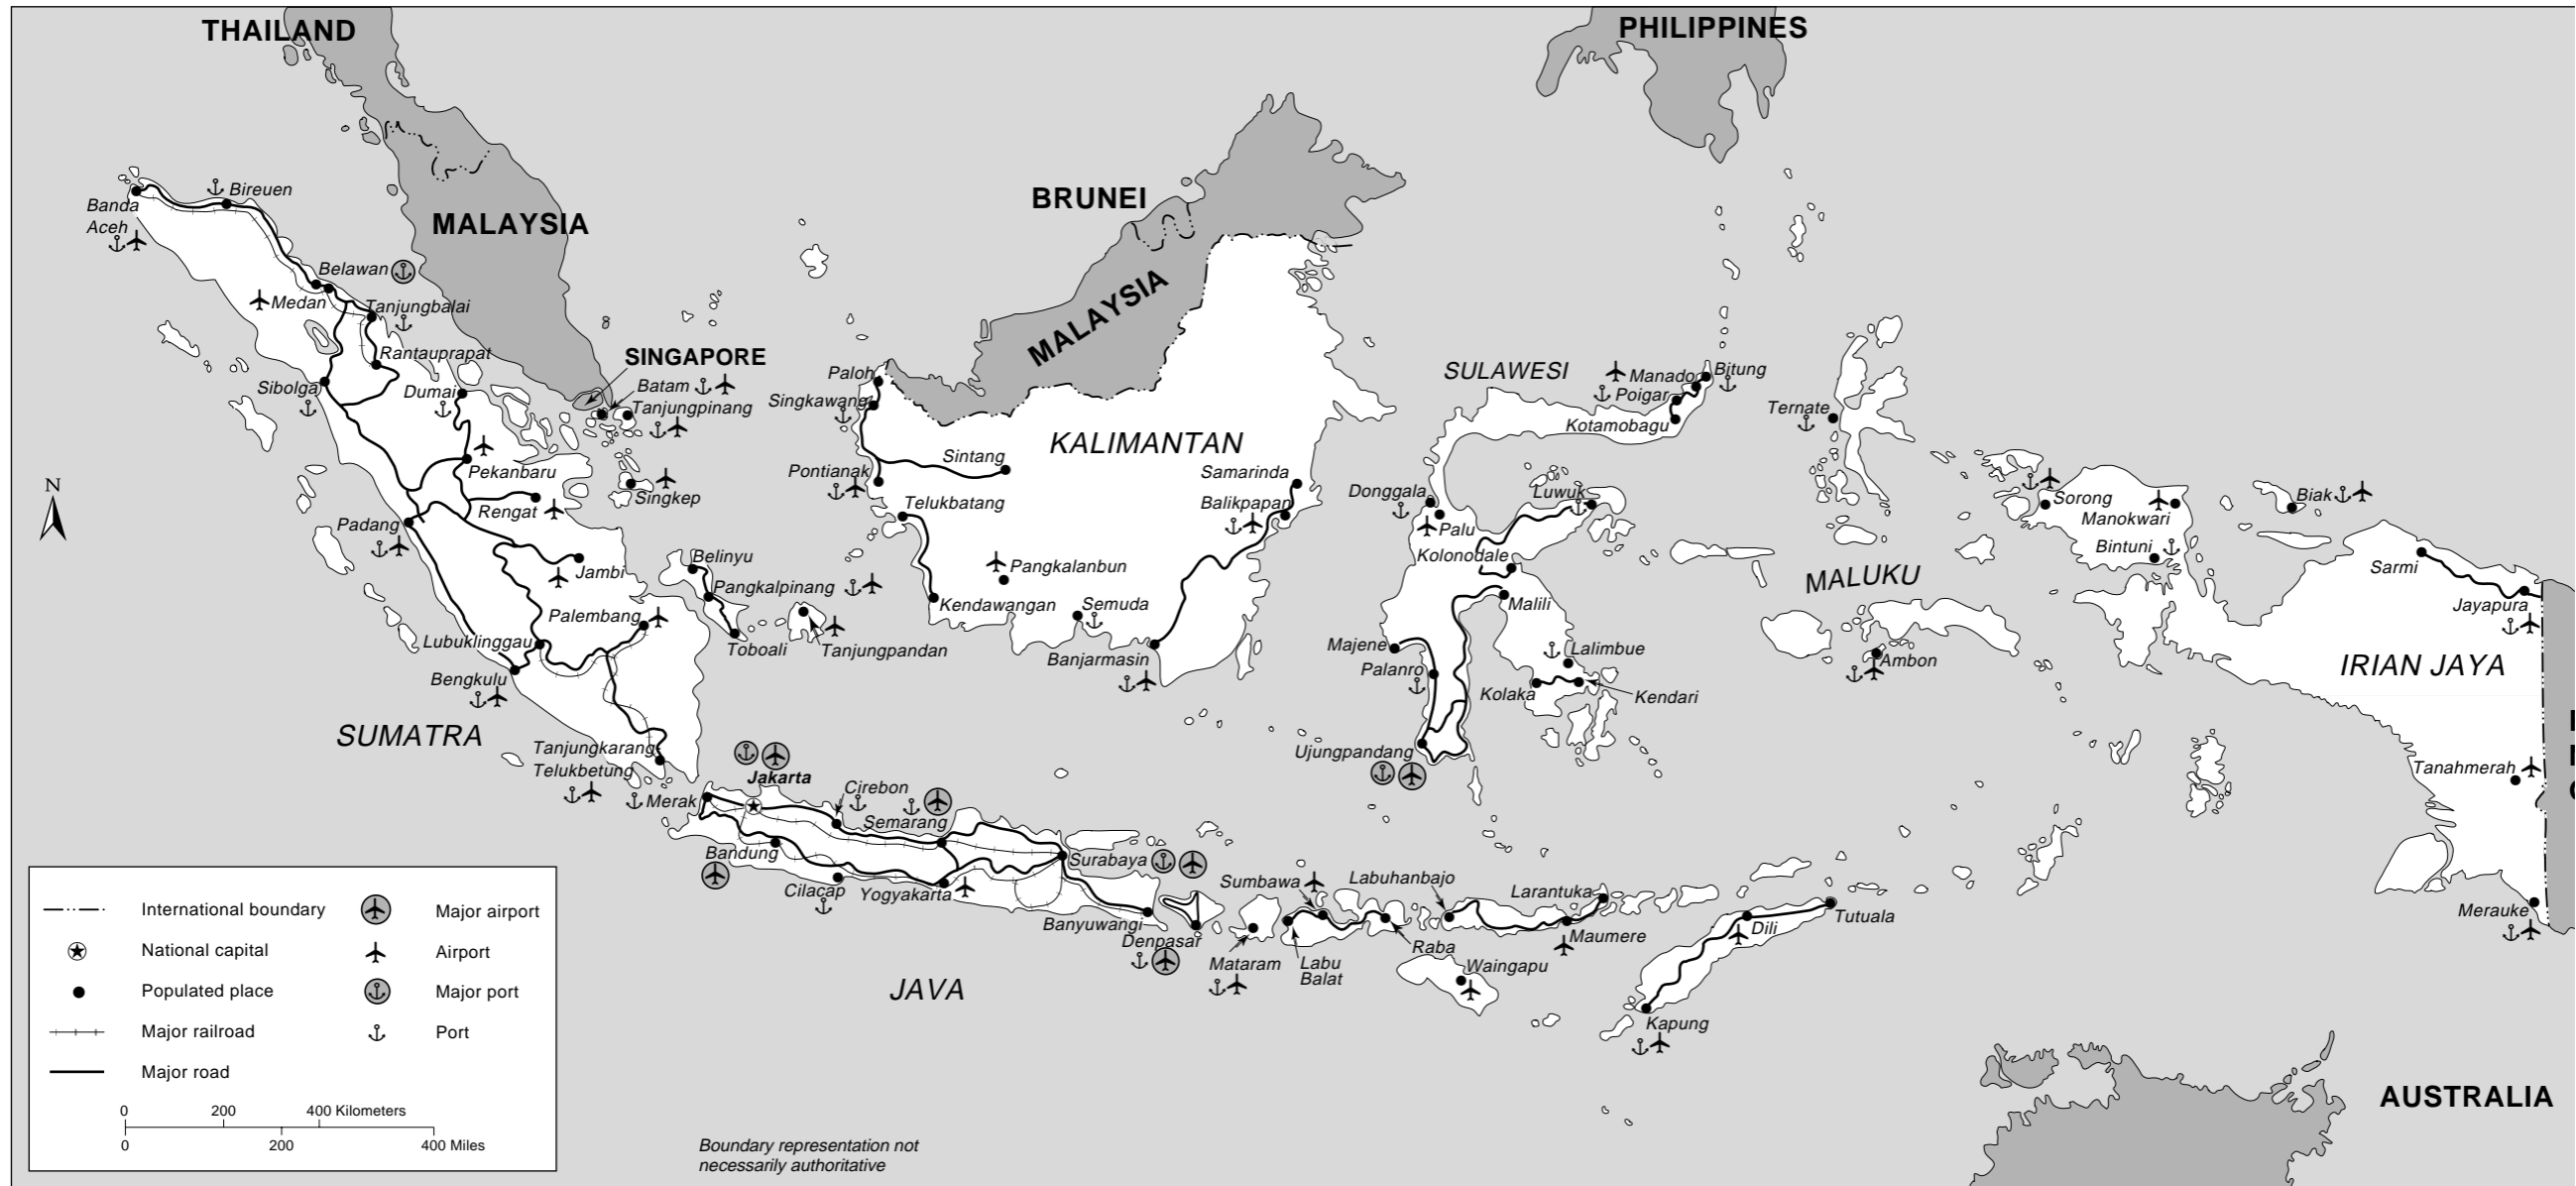 THAILAND
PHILIPPINES
Bireuen
Banda
Aceh
MALAYSIA
BRUNEI
Belawan
Medan
Tanjungbalai
MALAYSIA
Rantauprapat
SINGAPORE
Sibolga
Dumai
Batam
Tanjungpinang
Paloh
Singkawang
SULAWESI
Manado
Bitung
Poigar
Kotamobagu
Ternate
KALIMANTAN
Pekanbaru
Singkep
Rengat
Padang
Pontianak
Sintang
Telukbatang
Samarinda
Balikpapan
Donggala
Palu
Luwuk
Kolonodale
Sorong
Manokwari
Bintuni
Biak
N
Jambi
Belinyu
Pangkalpinang
Pangkalanbun
Kendawangan
Semuda
Malili
MALUKU
Sarmi
Jayapura
Palembang
Lubuklinggau
Toboali
Tanjungpandan
Banjarmasin
Majene
Palanro
Lalimbue
Kolaka
Kendari
Ambon
IRIAN JAYA
Bengkulu
SUMATRA
Tanjungkarang
Telukbetung
Jakarta
Merak
Cirebon
Semarang
Ujungpandang
Tanahmerah
Bandung
Cilacap
Yogyakarta
Surabaya
Banyuwangi
Denpasar
Sumbawa
Labuhanbajo
Larantuka
Mataram
Labu
Balat
Raba
Maumere
Waingapu
Dili
Tutuala
Kapung
Merauke
JAVA
AUSTRALIA
International boundary
National capital
Populated place
Major railroad
Major road
Major airport
Airport
Major port
Port
0 200 400 Kilometers
0 200 400 Miles
Boundary representation not
necessarily authoritative